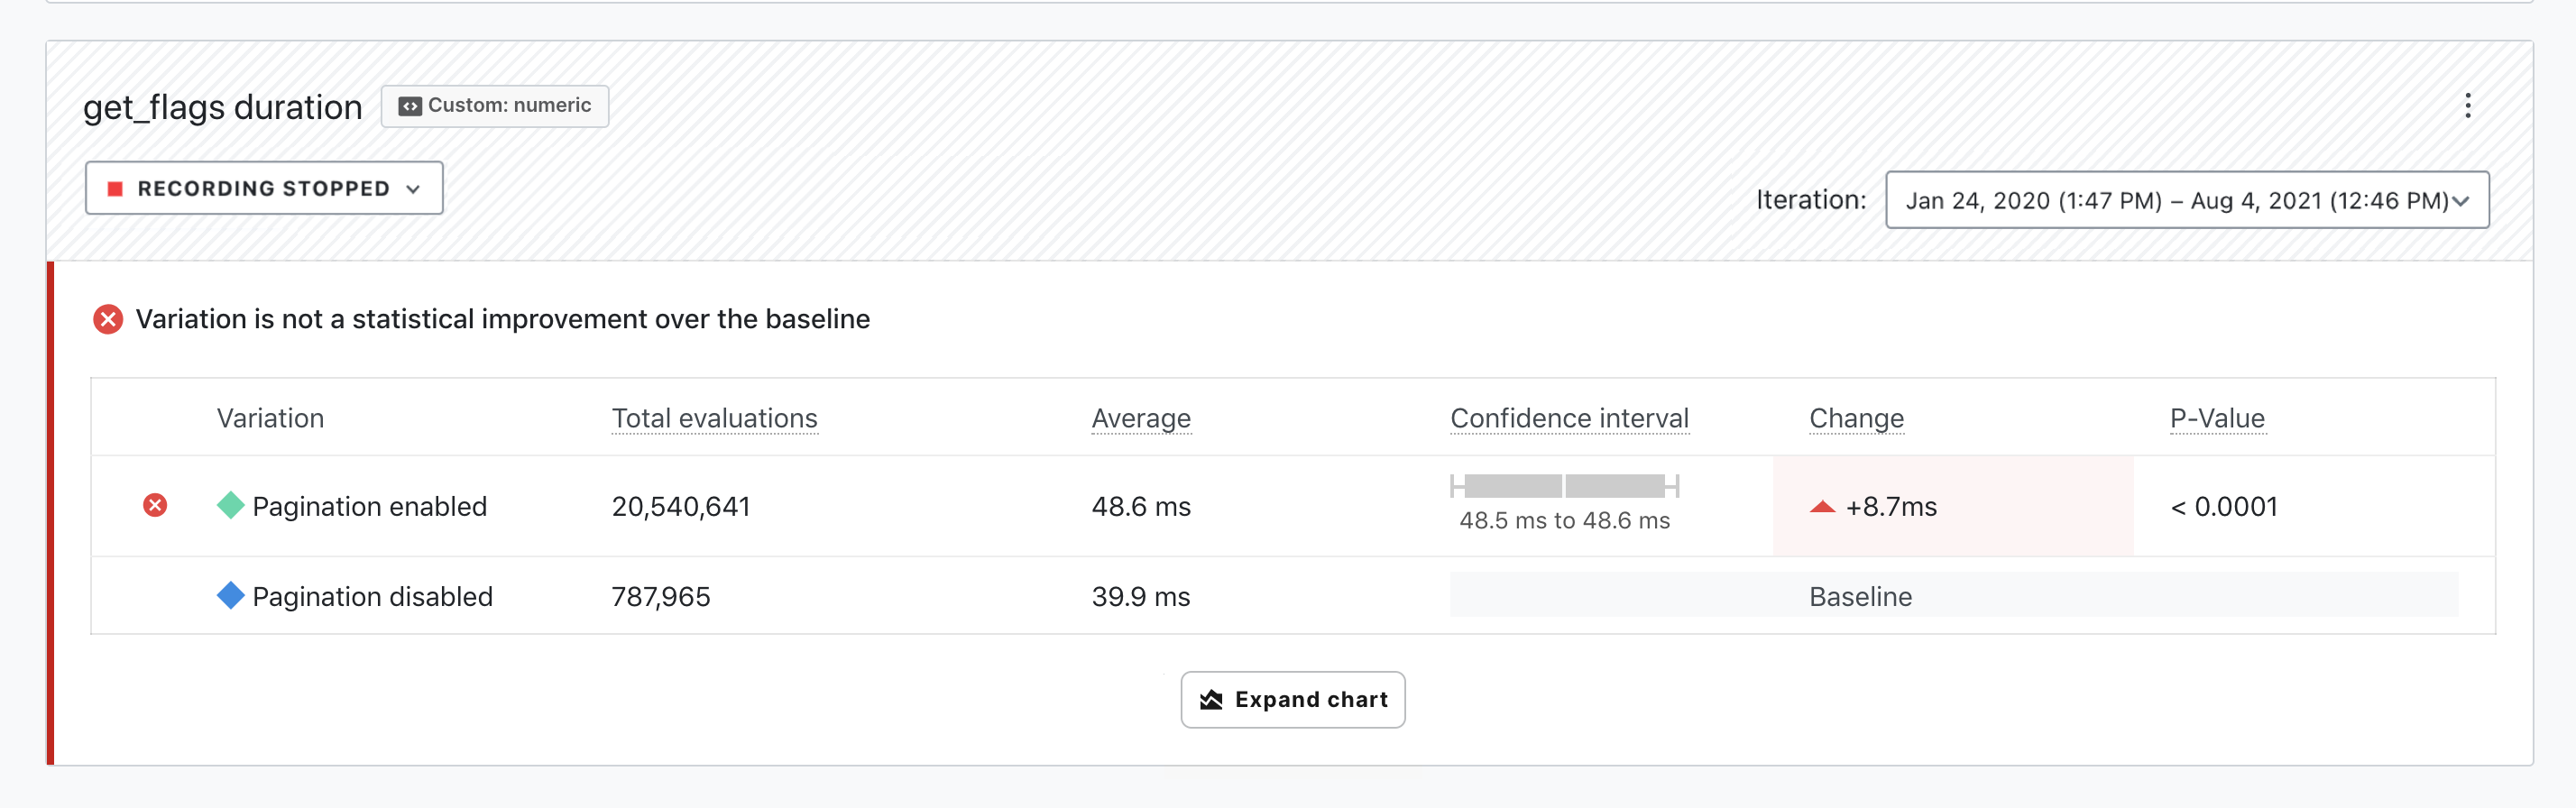 get_flags duration
Custom: numeric
RECORDING STOPPED
Iteration:
Jan 24, 2020 (1:47 PM) – Aug 4, 2021 (12:46 PM)
Variation is not a statistical improvement over the baseline
Variation Total evaluations Average Confidence interval Change P-Value
Pagination enabled 20,540,641 48.6 ms 48.5 ms to 48.6 ms +8.7ms < 0.0001
Pagination disabled 787,965 39.9 ms Baseline
Expand chart